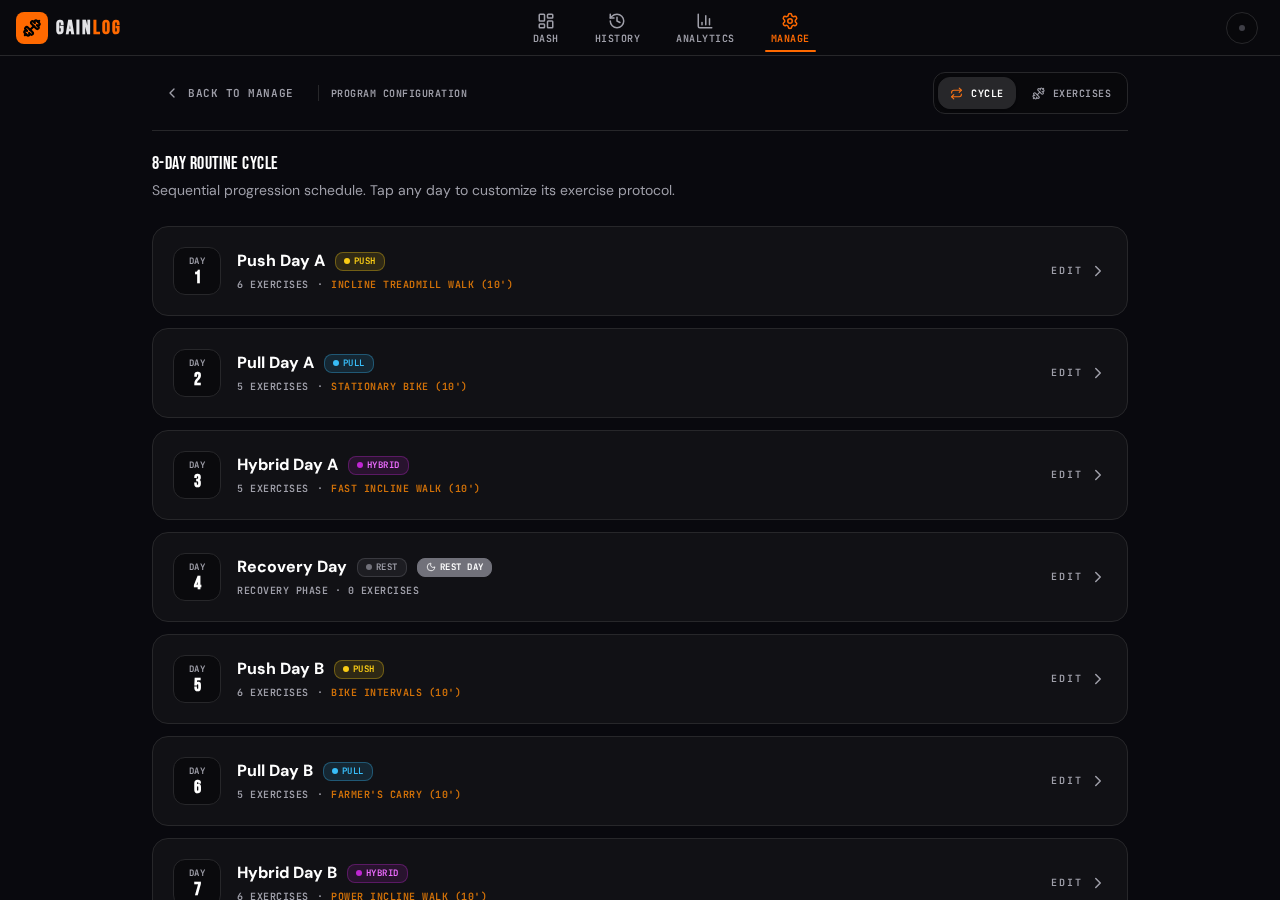 GAINLOG
DASH HISTORY ANALYTICS MANAGE
BACK TO MANAGE PROGRAM CONFIGURATION CYCLE EXERCISES
8-DAY ROUTINE CYCLE
Sequential progression schedule. Tap any day to customize its exercise protocol.
DAY 1
Push Day A PUSH
6 EXERCISES · INCLINE TREADMILL WALK (10')
EDIT
DAY 2
Pull Day A PULL
5 EXERCISES · STATIONARY BIKE (10')
EDIT
DAY 3
Hybrid Day A HYBRID
5 EXERCISES · FAST INCLINE WALK (10')
EDIT
DAY 4
Recovery Day REST REST DAY
RECOVERY PHASE · 0 EXERCISES
EDIT
DAY 5
Push Day B PUSH
6 EXERCISES · BIKE INTERVALS (10')
EDIT
DAY 6
Pull Day B PULL
5 EXERCISES · FARMER'S CARRY (10')
EDIT
DAY 7
Hybrid Day B HYBRID
6 EXERCISES · POWER INCLINE WALK (10')
EDIT